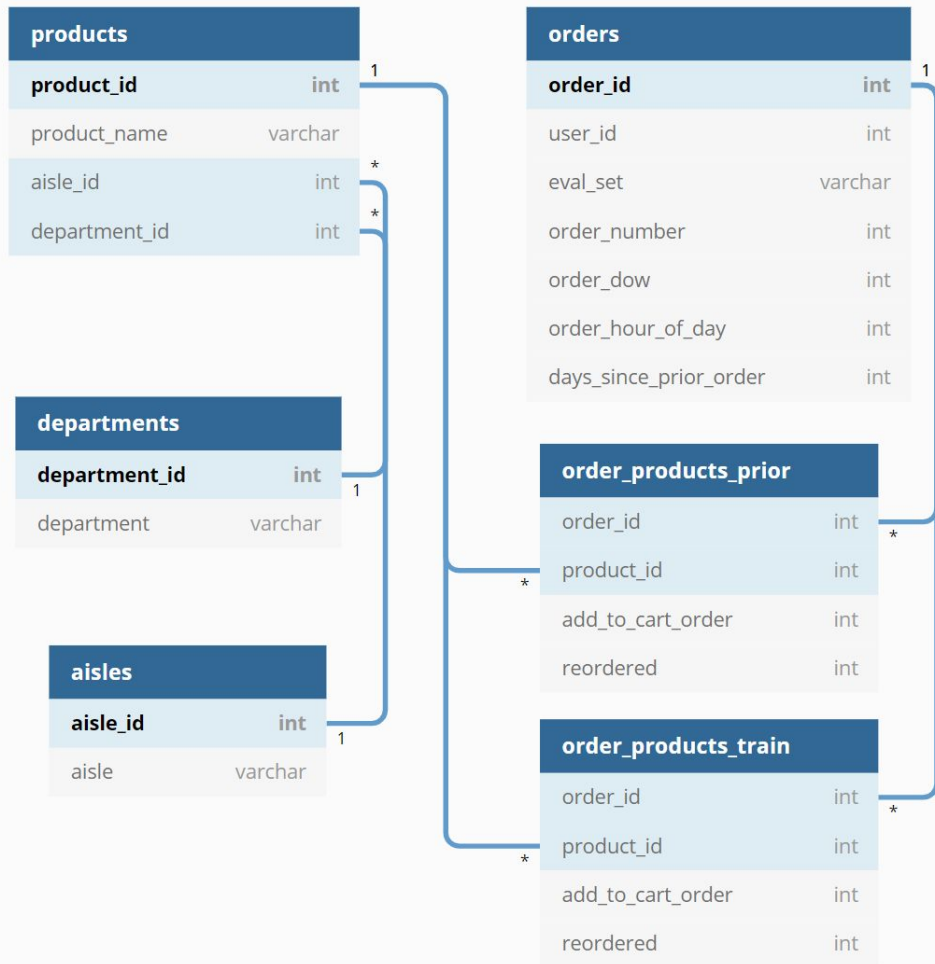 products
product_id int
product_name varchar
aisle_id int
department_id int
1
*
*
orders
order_id int
user_id int
eval_set varchar
order_number int
order_dow int
order_hour_of_day int
days_since_prior_order int
1
departments
department_id int
department varchar
1
order_products_prior
order_id int
product_id int
add_to_cart_order int
reordered int
*
*
aisles
aisle_id int
aisle varchar
1
order_products_train
order_id int
product_id int
add_to_cart_order int
reordered int
*
*